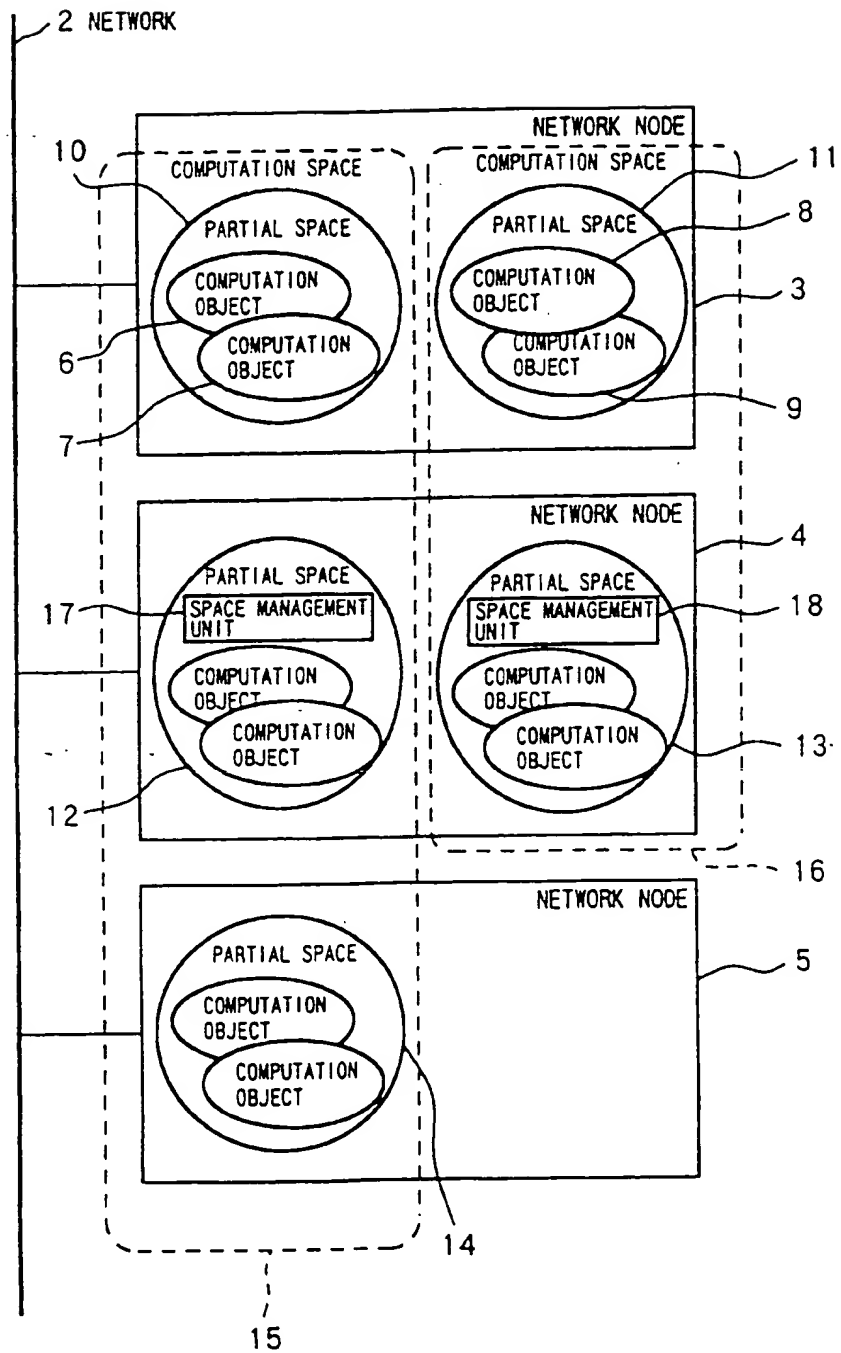 2 NETWORK
NETWORK NODE
10
COMPUTATION SPACE
COMPUTATION SPACE
11
PARTIAL SPACE
PARTIAL SPACE
8
COMPUTATION
OBJECT
COMPUTATION
OBJECT
3
6
COMPUTATION
OBJECT
COMPUTATION
OBJECT
7
9
NETWORK NODE
4
PARTIAL SPACE
PARTIAL SPACE
17
SPACE MANAGEMENT
UNIT
SPACE MANAGEMENT
UNIT
18
COMPUTATION
OBJECT
COMPUTATION
OBJECT
COMPUTATION
OBJECT
COMPUTATION
OBJECT
13
12
16
NETWORK NODE
PARTIAL SPACE
5
COMPUTATION
OBJECT
COMPUTATION
OBJECT
14
15